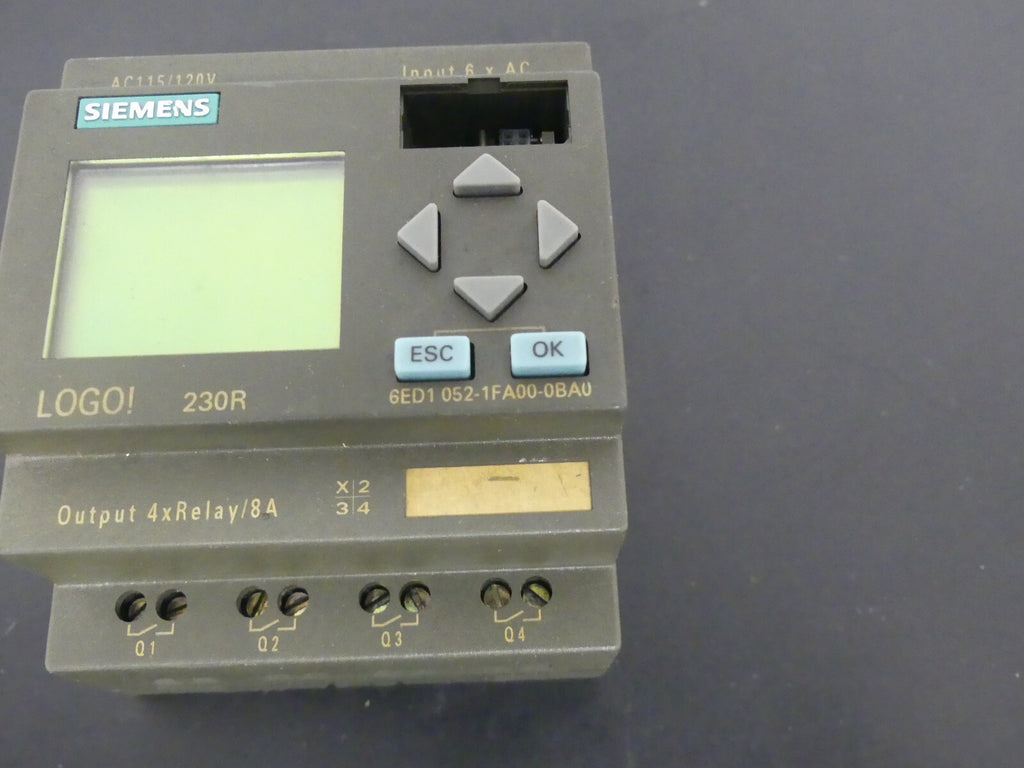 AC115/120V
Input 6 x AC
SIEMENS
ESC
OK
LOGO! 230R
6ED1 052-1FA00-0BA0
Output 4xRelay/8A
X 2
3 4
Q1
Q2
Q3
Q4